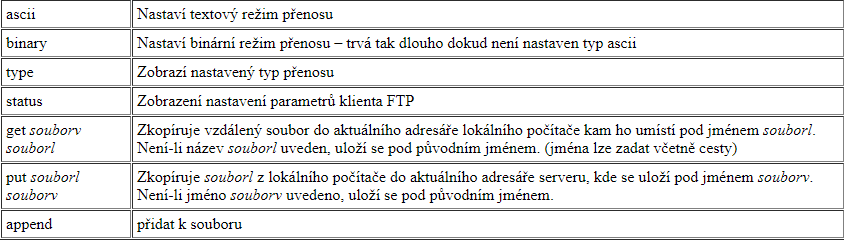 ascii Nastaví textový režim přenosu
binary Nastaví binární režim přenosu – trvá tak dlouho dokud není nastaven typ ascii
type Zobrazí nastavený typ přenosu
status Zobrazení nastavení parametrů klienta FTP
get souborv Zkopíruje vzdálený soubor do aktuálního adresáře lokálního počítače kam ho umístí pod jménem souborl.
souborl Není-li název souborl uveden, uloží se pod původním jménem. (jména lze zadat včetně cesty)
put souborl Zkopíruje souborl z lokálního počítače do aktuálního adresáře serveru, kde se uloží pod jménem souborv.
souborv Není-li jméno souborv uvedeno, uloží se pod původním jménem.
append přidat k souboru